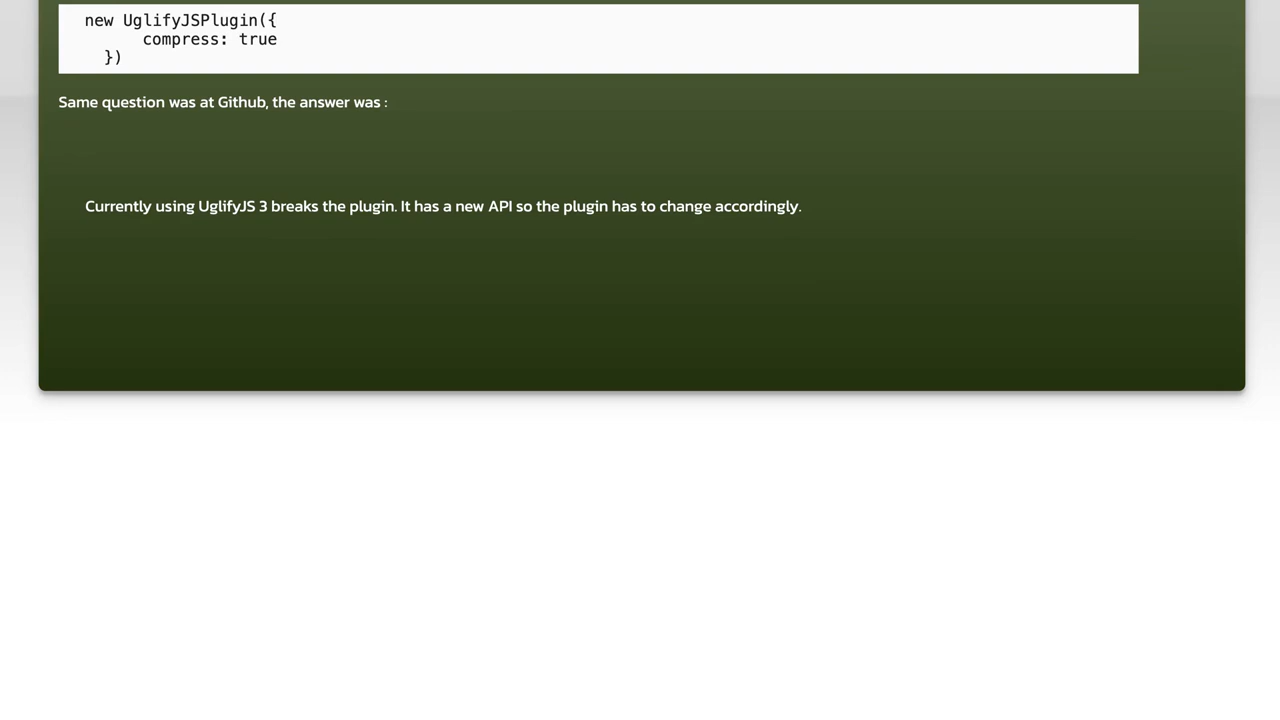 new UglifyJSPlugin({
compress: true
})
Same question was at Github, the answer was :
Currently using UglifyJS 3 breaks the plugin. It has a new API so the plugin has to change accordingly.